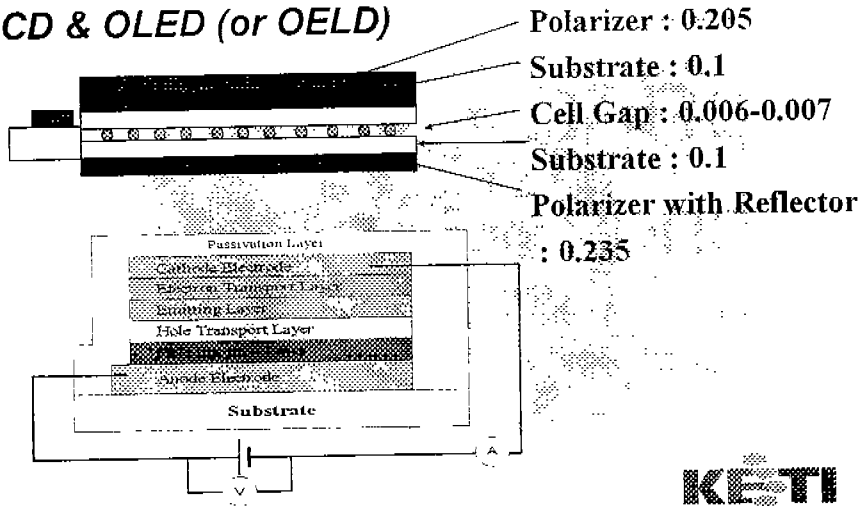 CD & OLED (or OELD)
Polarizer : 0.205
Substrate : 0.1
Cell Gap : 0.006-0.007
Substrate : 0.1
Polarizer with Reflector
: 0.235
Passivation Layer
Cathode Electrode
Electron Transport Layer
Emitting Layer
Hole Transport Layer
Anode Electrode
Substrate
A
V
KETI